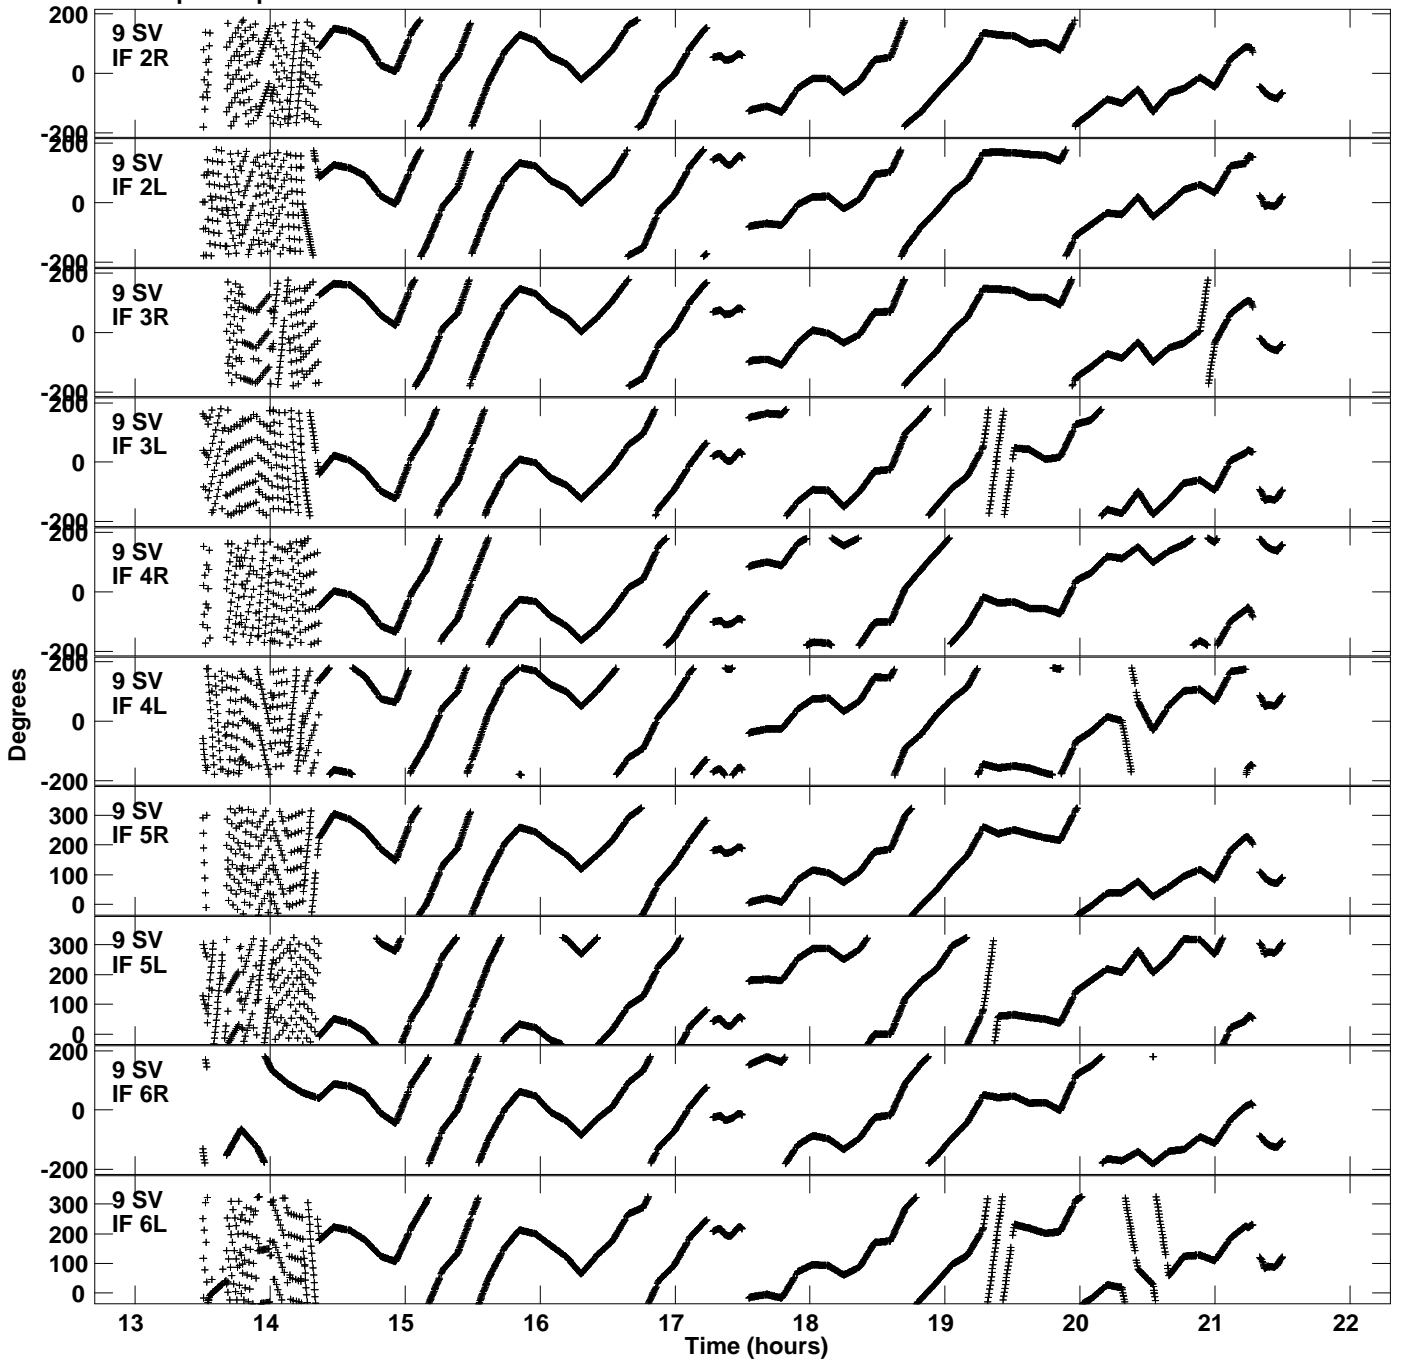 200
9 SV
IF 2R
0
-200
200
9 SV
IF 2L
0
-200
200
9 SV
IF 3R
0
-200
200
9 SV
IF 3L
0
-200
200
9 SV
IF 4R
0
-200
200
9 SV
IF 4L
0
-200
9 SV
300
IF 5R
200
100
0
9 SV
300
IF 5L
200
100
0
200
9 SV
IF 6R
0
-200
9 SV
300
IF 6L
200
100
0
Degrees
13 14 15 16 17 18 19 20 21 22
Time (hours)